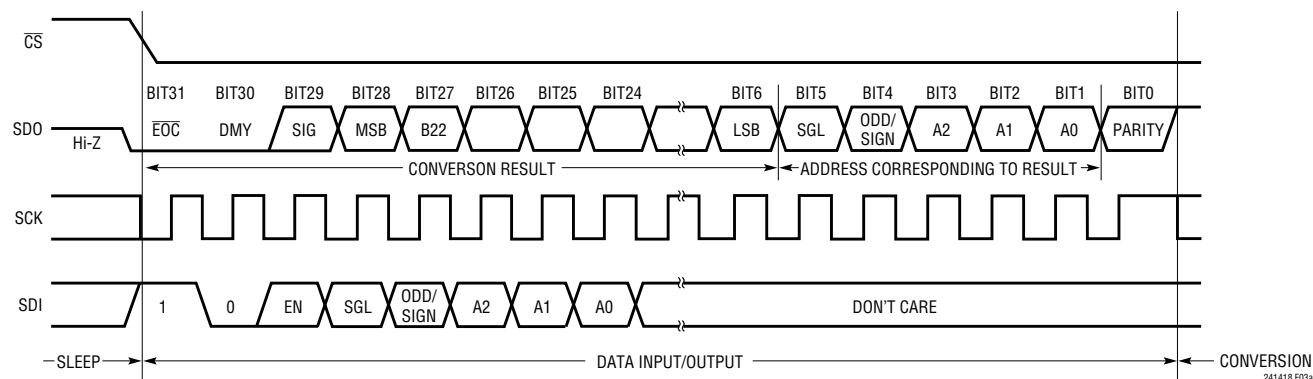 CS
BIT31 BIT30 BIT29 BIT28 BIT27 BIT26 BIT25 BIT24 BIT6 BIT5 BIT4 BIT3 BIT2 BIT1 BIT0
SDO Hi-Z EOC DMY SIG MSB B22 LSB SGL ODD/SIGN A2 A1 A0 PARITY
CONVERSON RESULT ADDRESS CORRESPONDING TO RESULT
SCK
SDI 1 0 EN SGL ODD/SIGN A2 A1 A0 DON'T CARE
SLEEP DATA INPUT/OUTPUT CONVERSION
241418 F03a